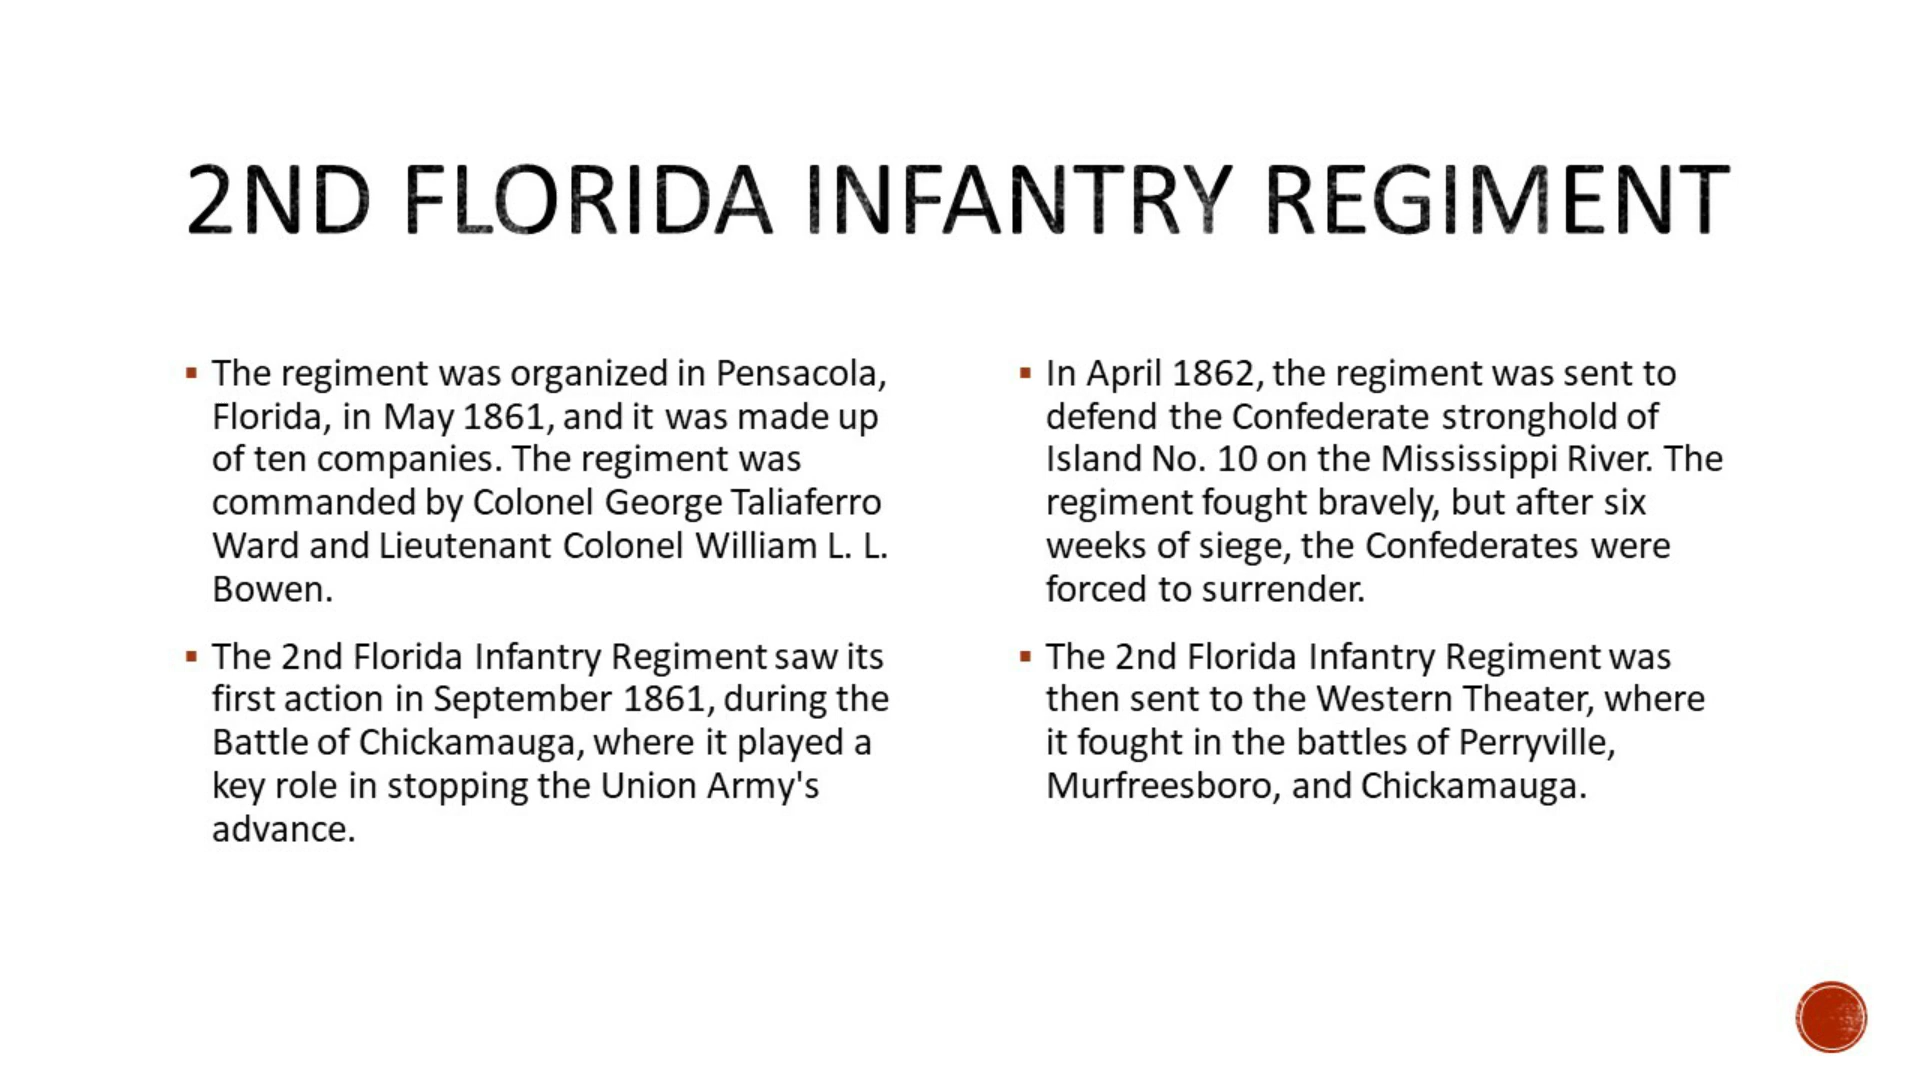 2ND FLORIDA INFANTRY REGIMENT
▪ The regiment was organized in Pensacola,
Florida, in May 1861, and it was made up
of ten companies. The regiment was
commanded by Colonel George Taliaferro
Ward and Lieutenant Colonel William L. L.
Bowen.
▪ The 2nd Florida Infantry Regiment saw its
first action in September 1861, during the
Battle of Chickamauga, where it played a
key role in stopping the Union Army's
advance.
▪ In April 1862, the regiment was sent to
defend the Confederate stronghold of
Island No. 10 on the Mississippi River. The
regiment fought bravely, but after six
weeks of siege, the Confederates were
forced to surrender.
▪ The 2nd Florida Infantry Regiment was
then sent to the Western Theater, where
it fought in the battles of Perryville,
Murfreesboro, and Chickamauga.